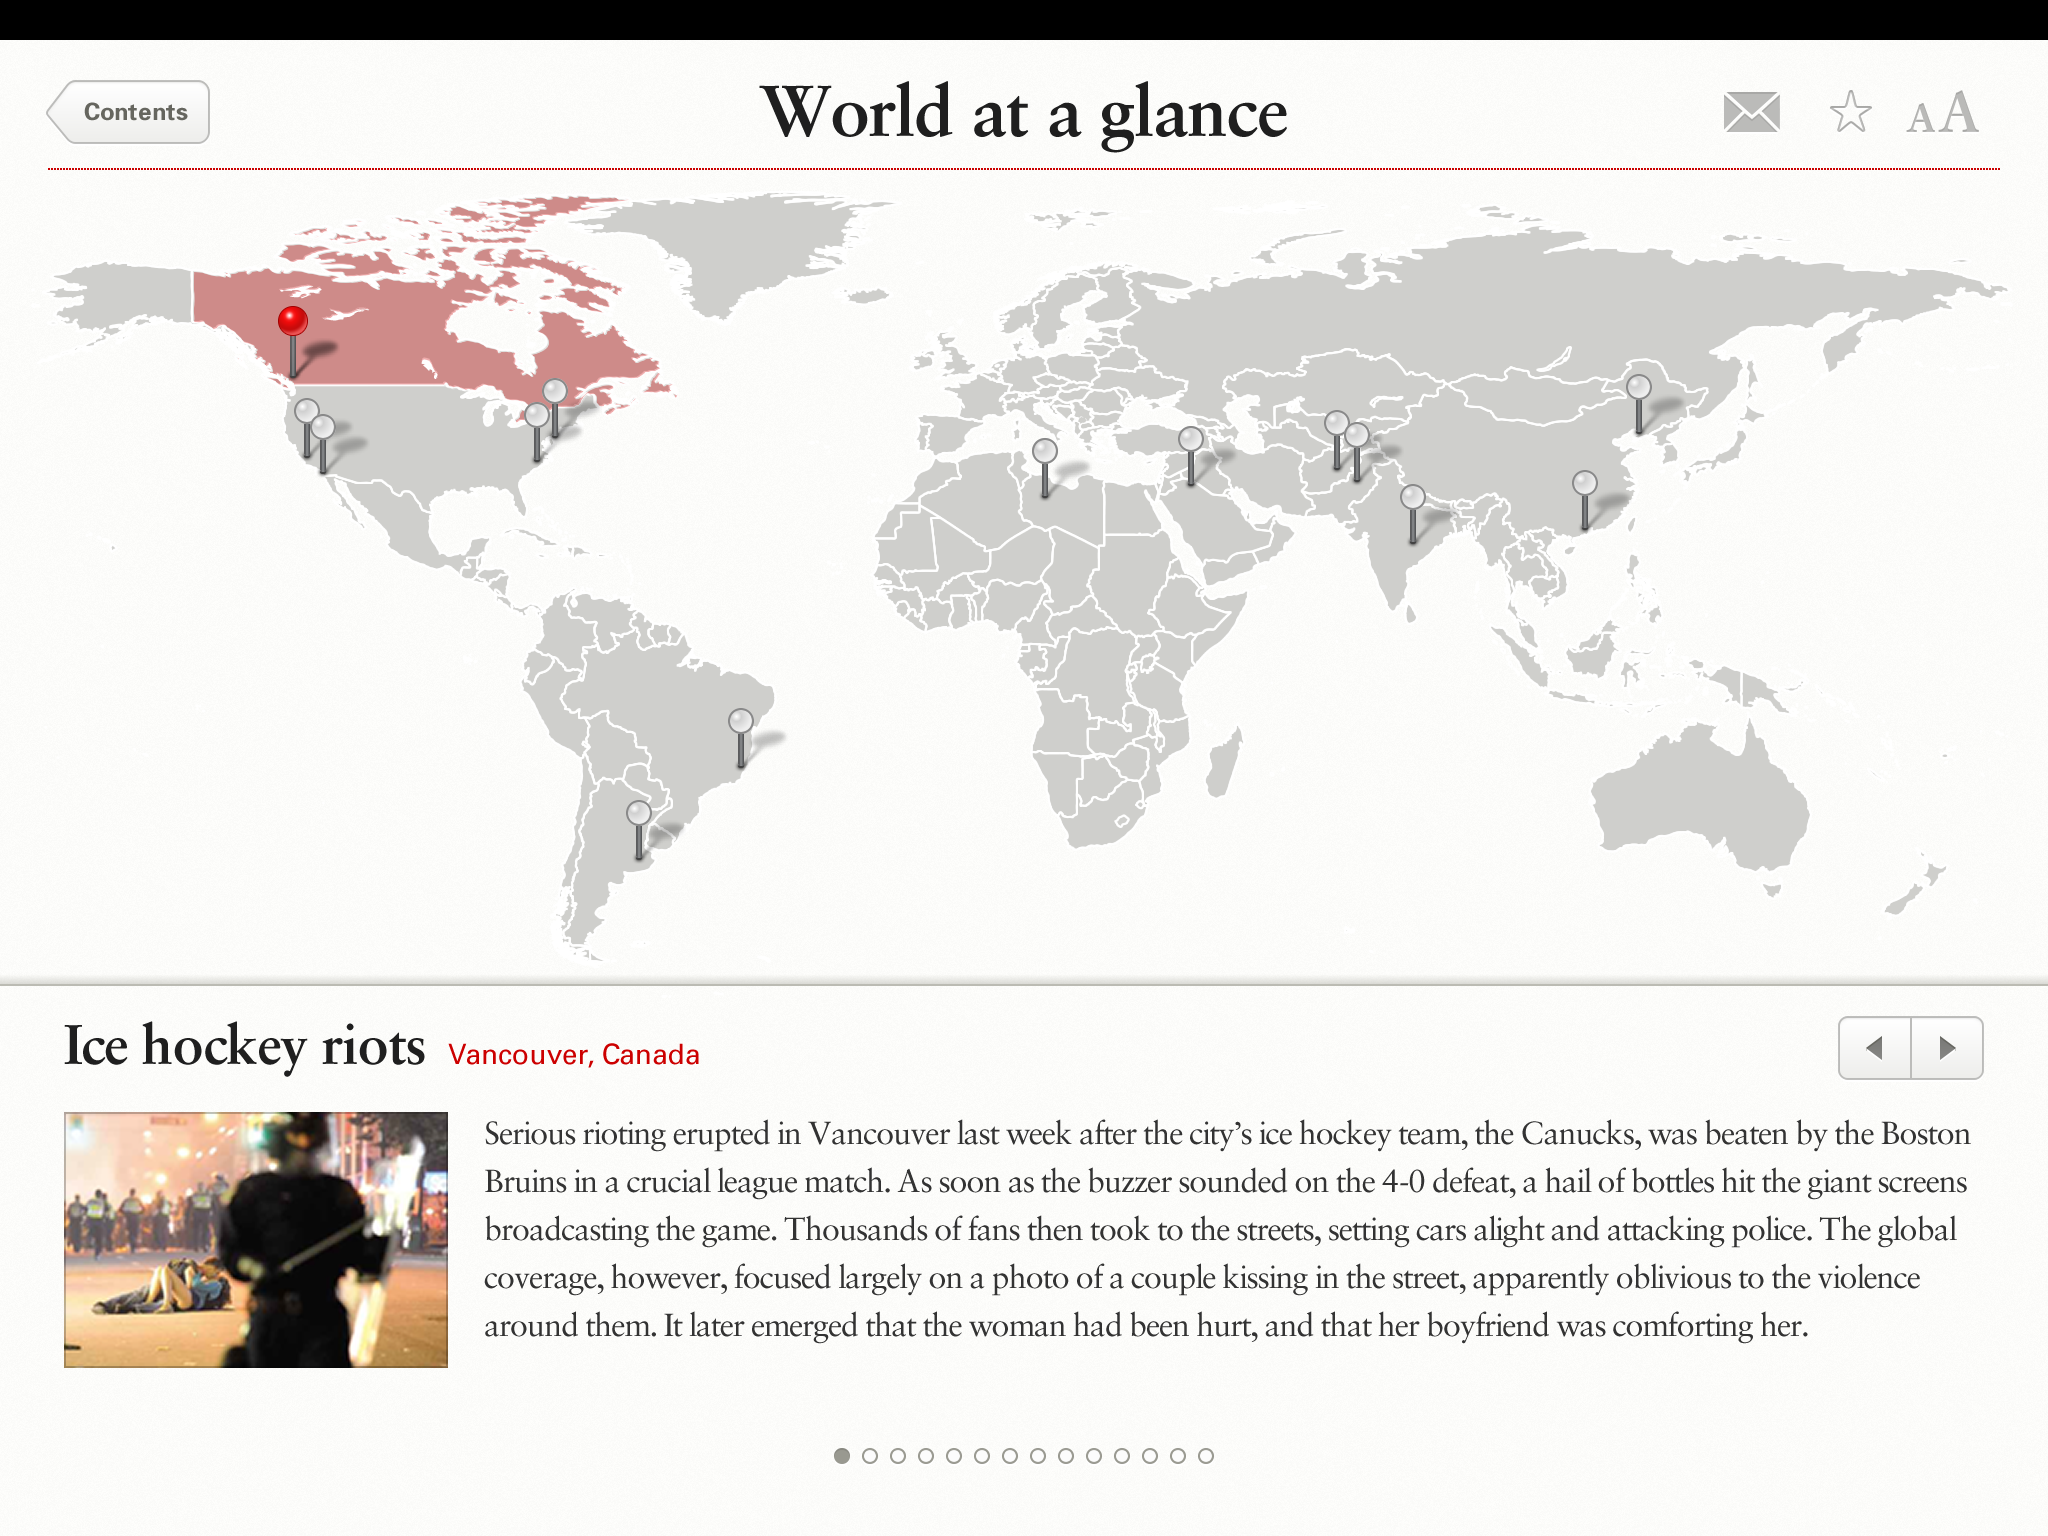 Contents
World at a glance
AA
Ice hockey riots Vancouver, Canada
Serious rioting erupted in Vancouver last week after the city’s ice hockey team, the Canucks, was beaten by the Boston
Bruins in a crucial league match. As soon as the buzzer sounded on the 4-0 defeat, a hail of bottles hit the giant screens
broadcasting the game. Thousands of fans then took to the streets, setting cars alight and attacking police. The global
coverage, however, focused largely on a photo of a couple kissing in the street, apparently oblivious to the violence
around them. It later emerged that the woman had been hurt, and that her boyfriend was comforting her.